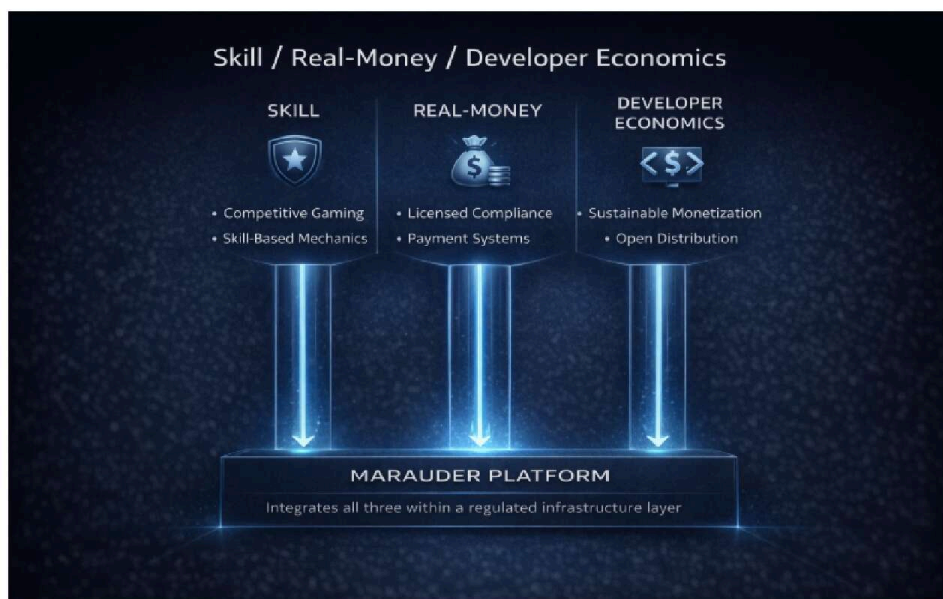 Skill / Real-Money / Developer Economics
SKILL
• Competitive Gaming
• Skill-Based Mechanics
REAL-MONEY
$
• Licensed Compliance
• Payment Systems
DEVELOPER
ECONOMICS
<$>
• Sustainable Monetization
• Open Distribution
MARAUDER PLATFORM
Integrates all three within a regulated infrastructure layer